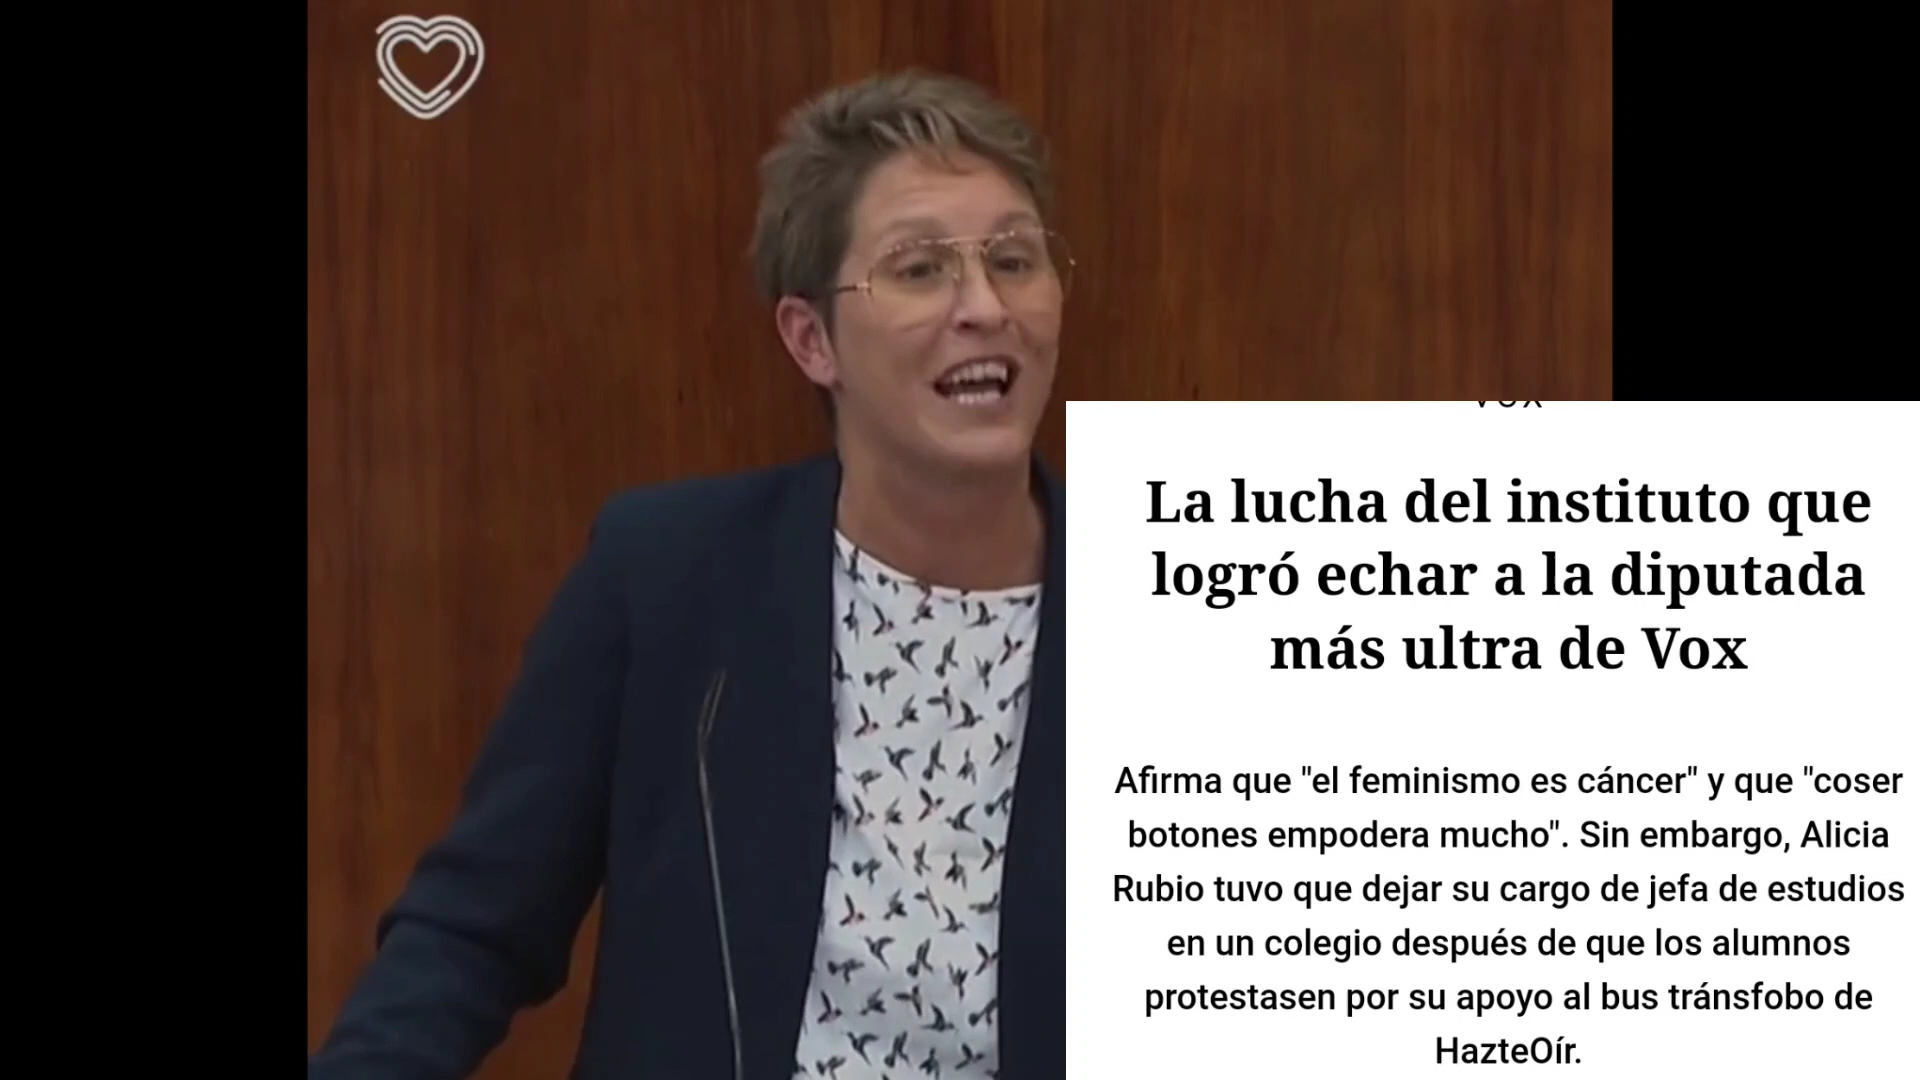 VOX
La lucha del instituto que
logró echar a la diputada
más ultra de Vox
Afirma que "el feminismo es cáncer" y que "coser
botones empodera mucho". Sin embargo, Alicia
Rubio tuvo que dejar su cargo de jefa de estudios
en un colegio después de que los alumnos
protestasen por su apoyo al bus tránsfobo de
HazteOír.